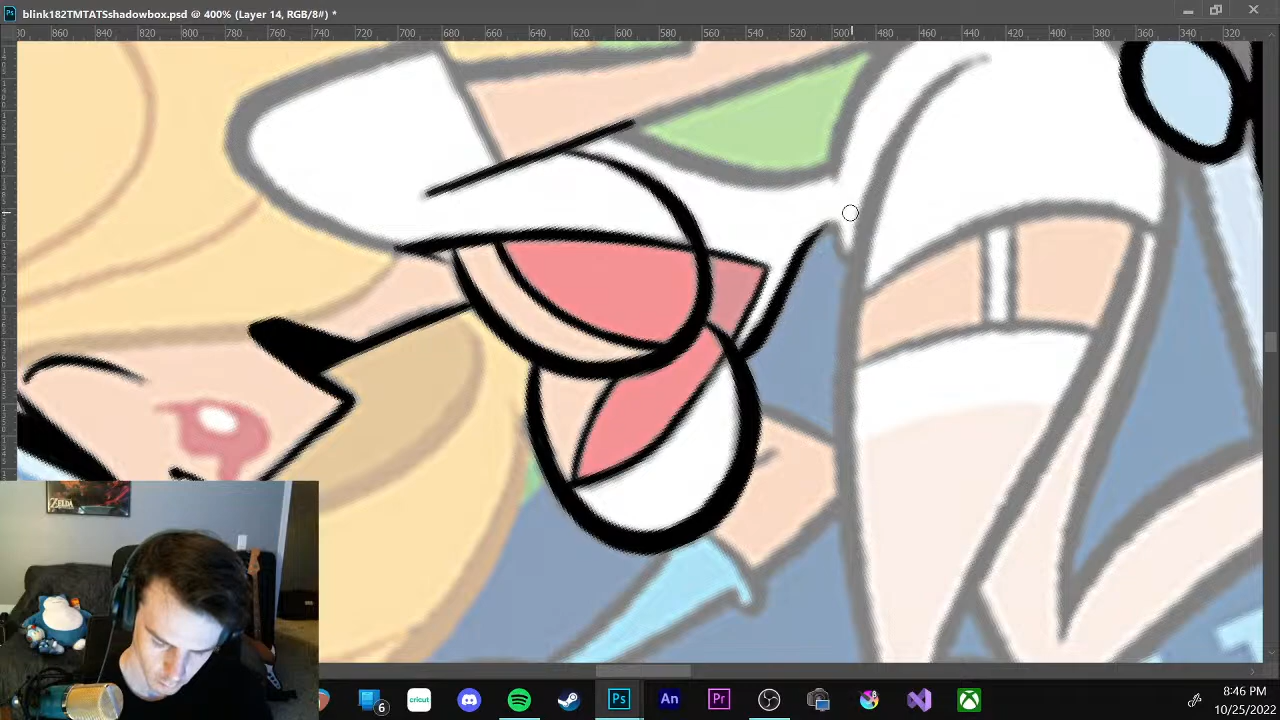 blink182TMTATSshadowbox.psd @ 400% (Layer 14, RGB/8#) *
860 840 820 800 780 760 740 720 700 680 660 640 620 600 580 560 540 520 500 480 460 440 420 400 380 360 340 320
ZELDA
6 cricut Ps An Pr
8:46 PM
10/25/2022